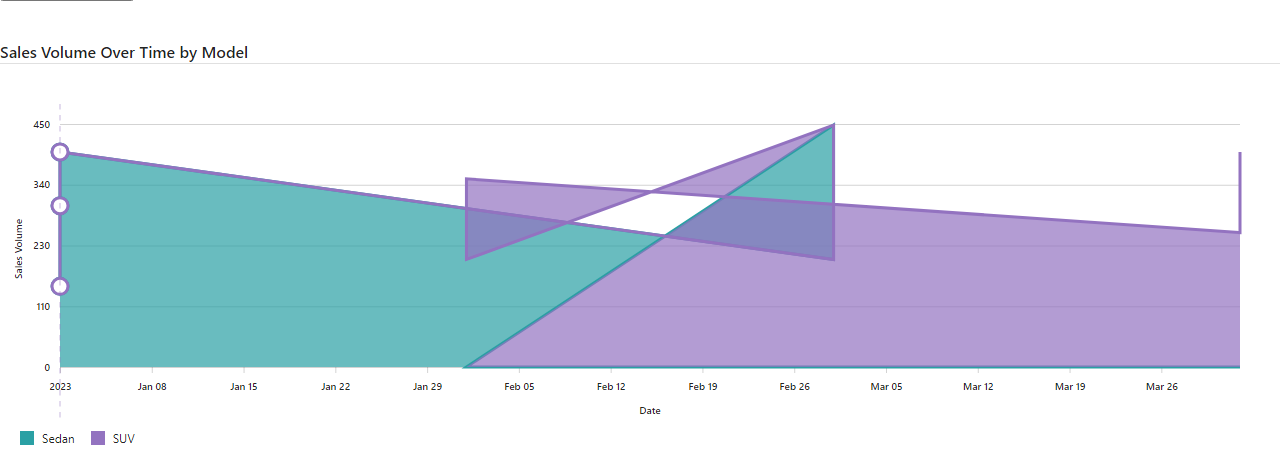 Sales Volume Over Time by Model
450
340
230
110
0
Sales Volume
2023 Jan 08 Jan 15 Jan 22 Jan 29 Feb 05 Feb 12 Feb 19 Feb 26 Mar 05 Mar 12 Mar 19 Mar 26
Date
Sedan SUV